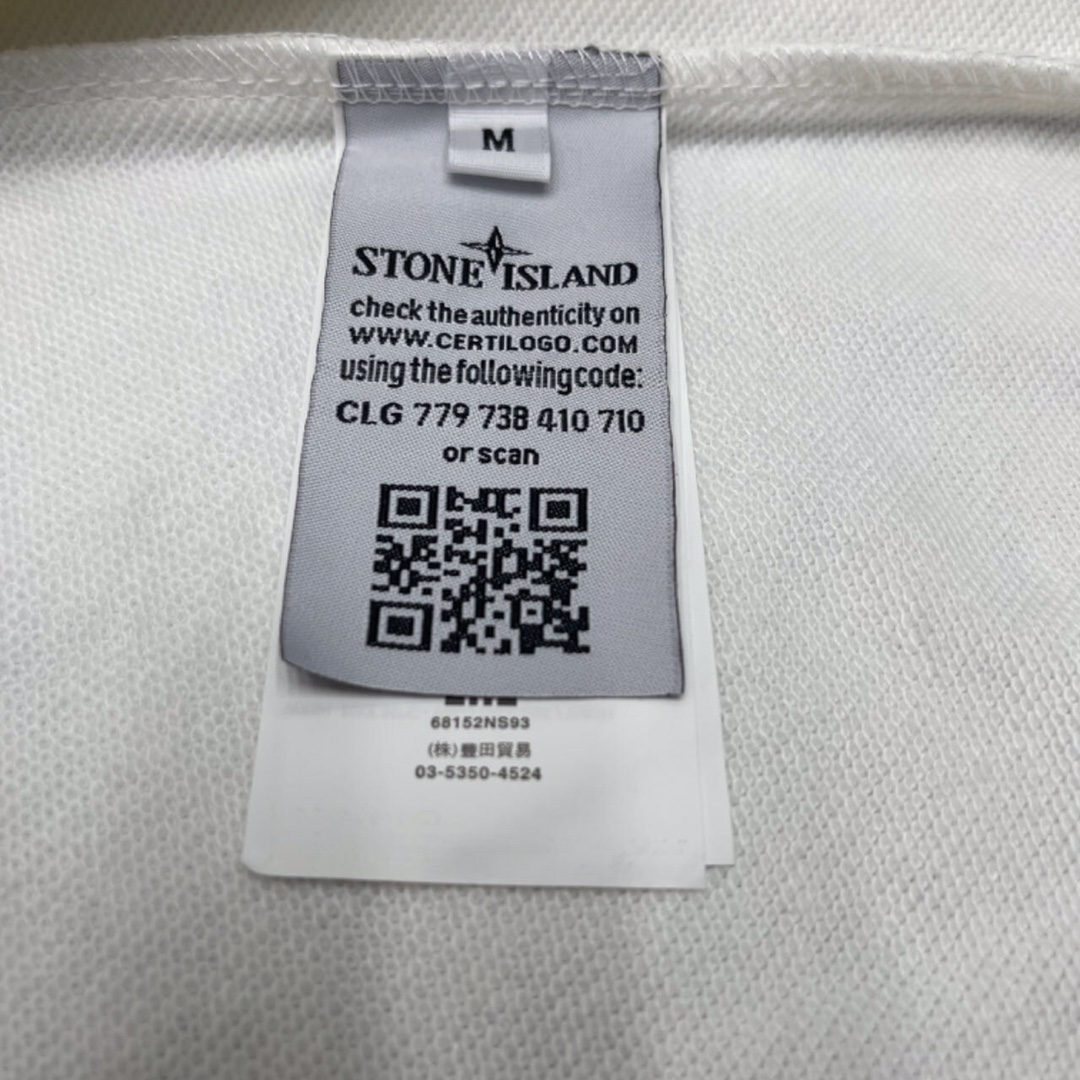 M
STONE ISLAND
check the authenticity on
WWW.CERTILOGO.COM
using the following code:
CLG 779 738 410 710
or scan
68152NS93
(株)豊田貿易
03-5350-4524